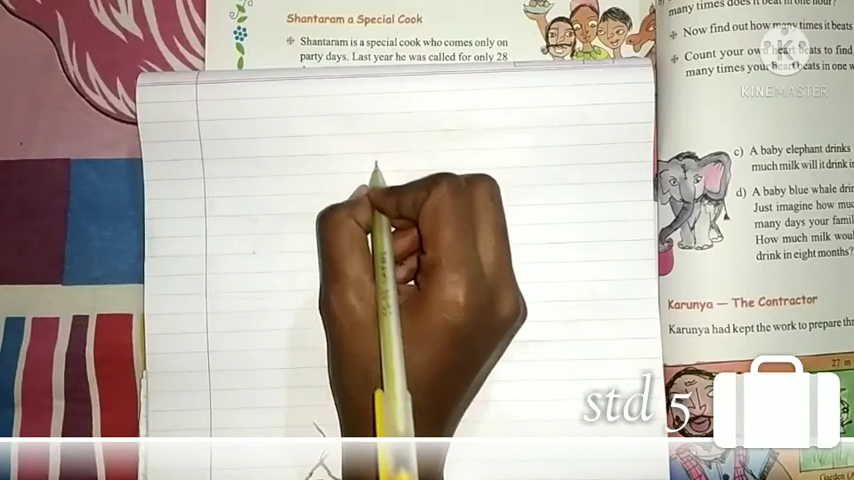 Shantaram a Special Cook
Shantaram is a special cook who comes only on
party days. Last year he was called for only 28
many times does it beat in one w
Now find out how many times it beats
Count your own heart beats to find
many times your heart beats in one w
KINEMASTER
c) A baby elephant drinks
much milk will it drink in
d) A baby blue whale drin
Just imagine how muc
many days your famil
How much milk woul
drink in eight months?
Karunya — The Contractor
Karunya had kept the work to prepare thr
27 m
std 5
Garden (A